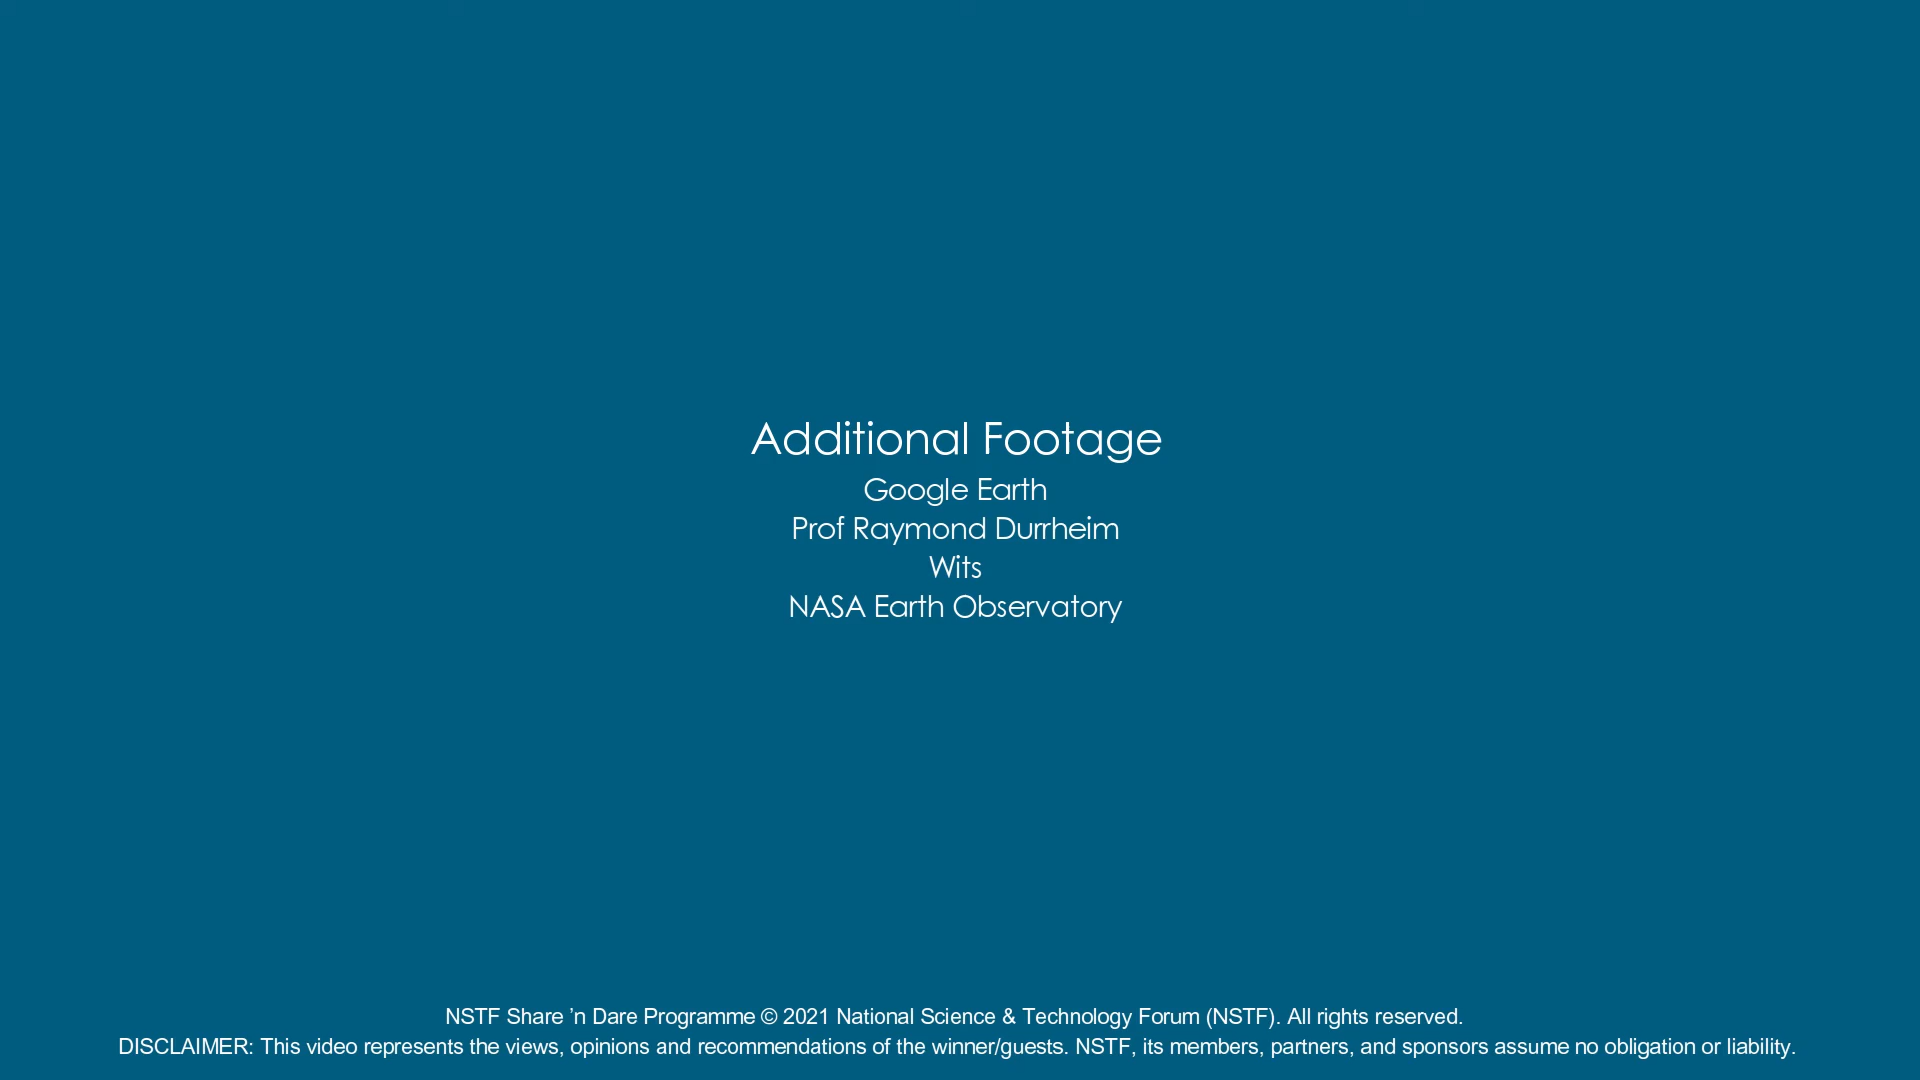 Additional Footage
Google Earth
Prof Raymond Durrheim
Wits
NASA Earth Observatory
NSTF Share ’n Dare Programme © 2021 National Science & Technology Forum (NSTF). All rights reserved.
DISCLAIMER: This video represents the views, opinions and recommendations of the winner/guests. NSTF, its members, partners, and sponsors assume no obligation or liability.